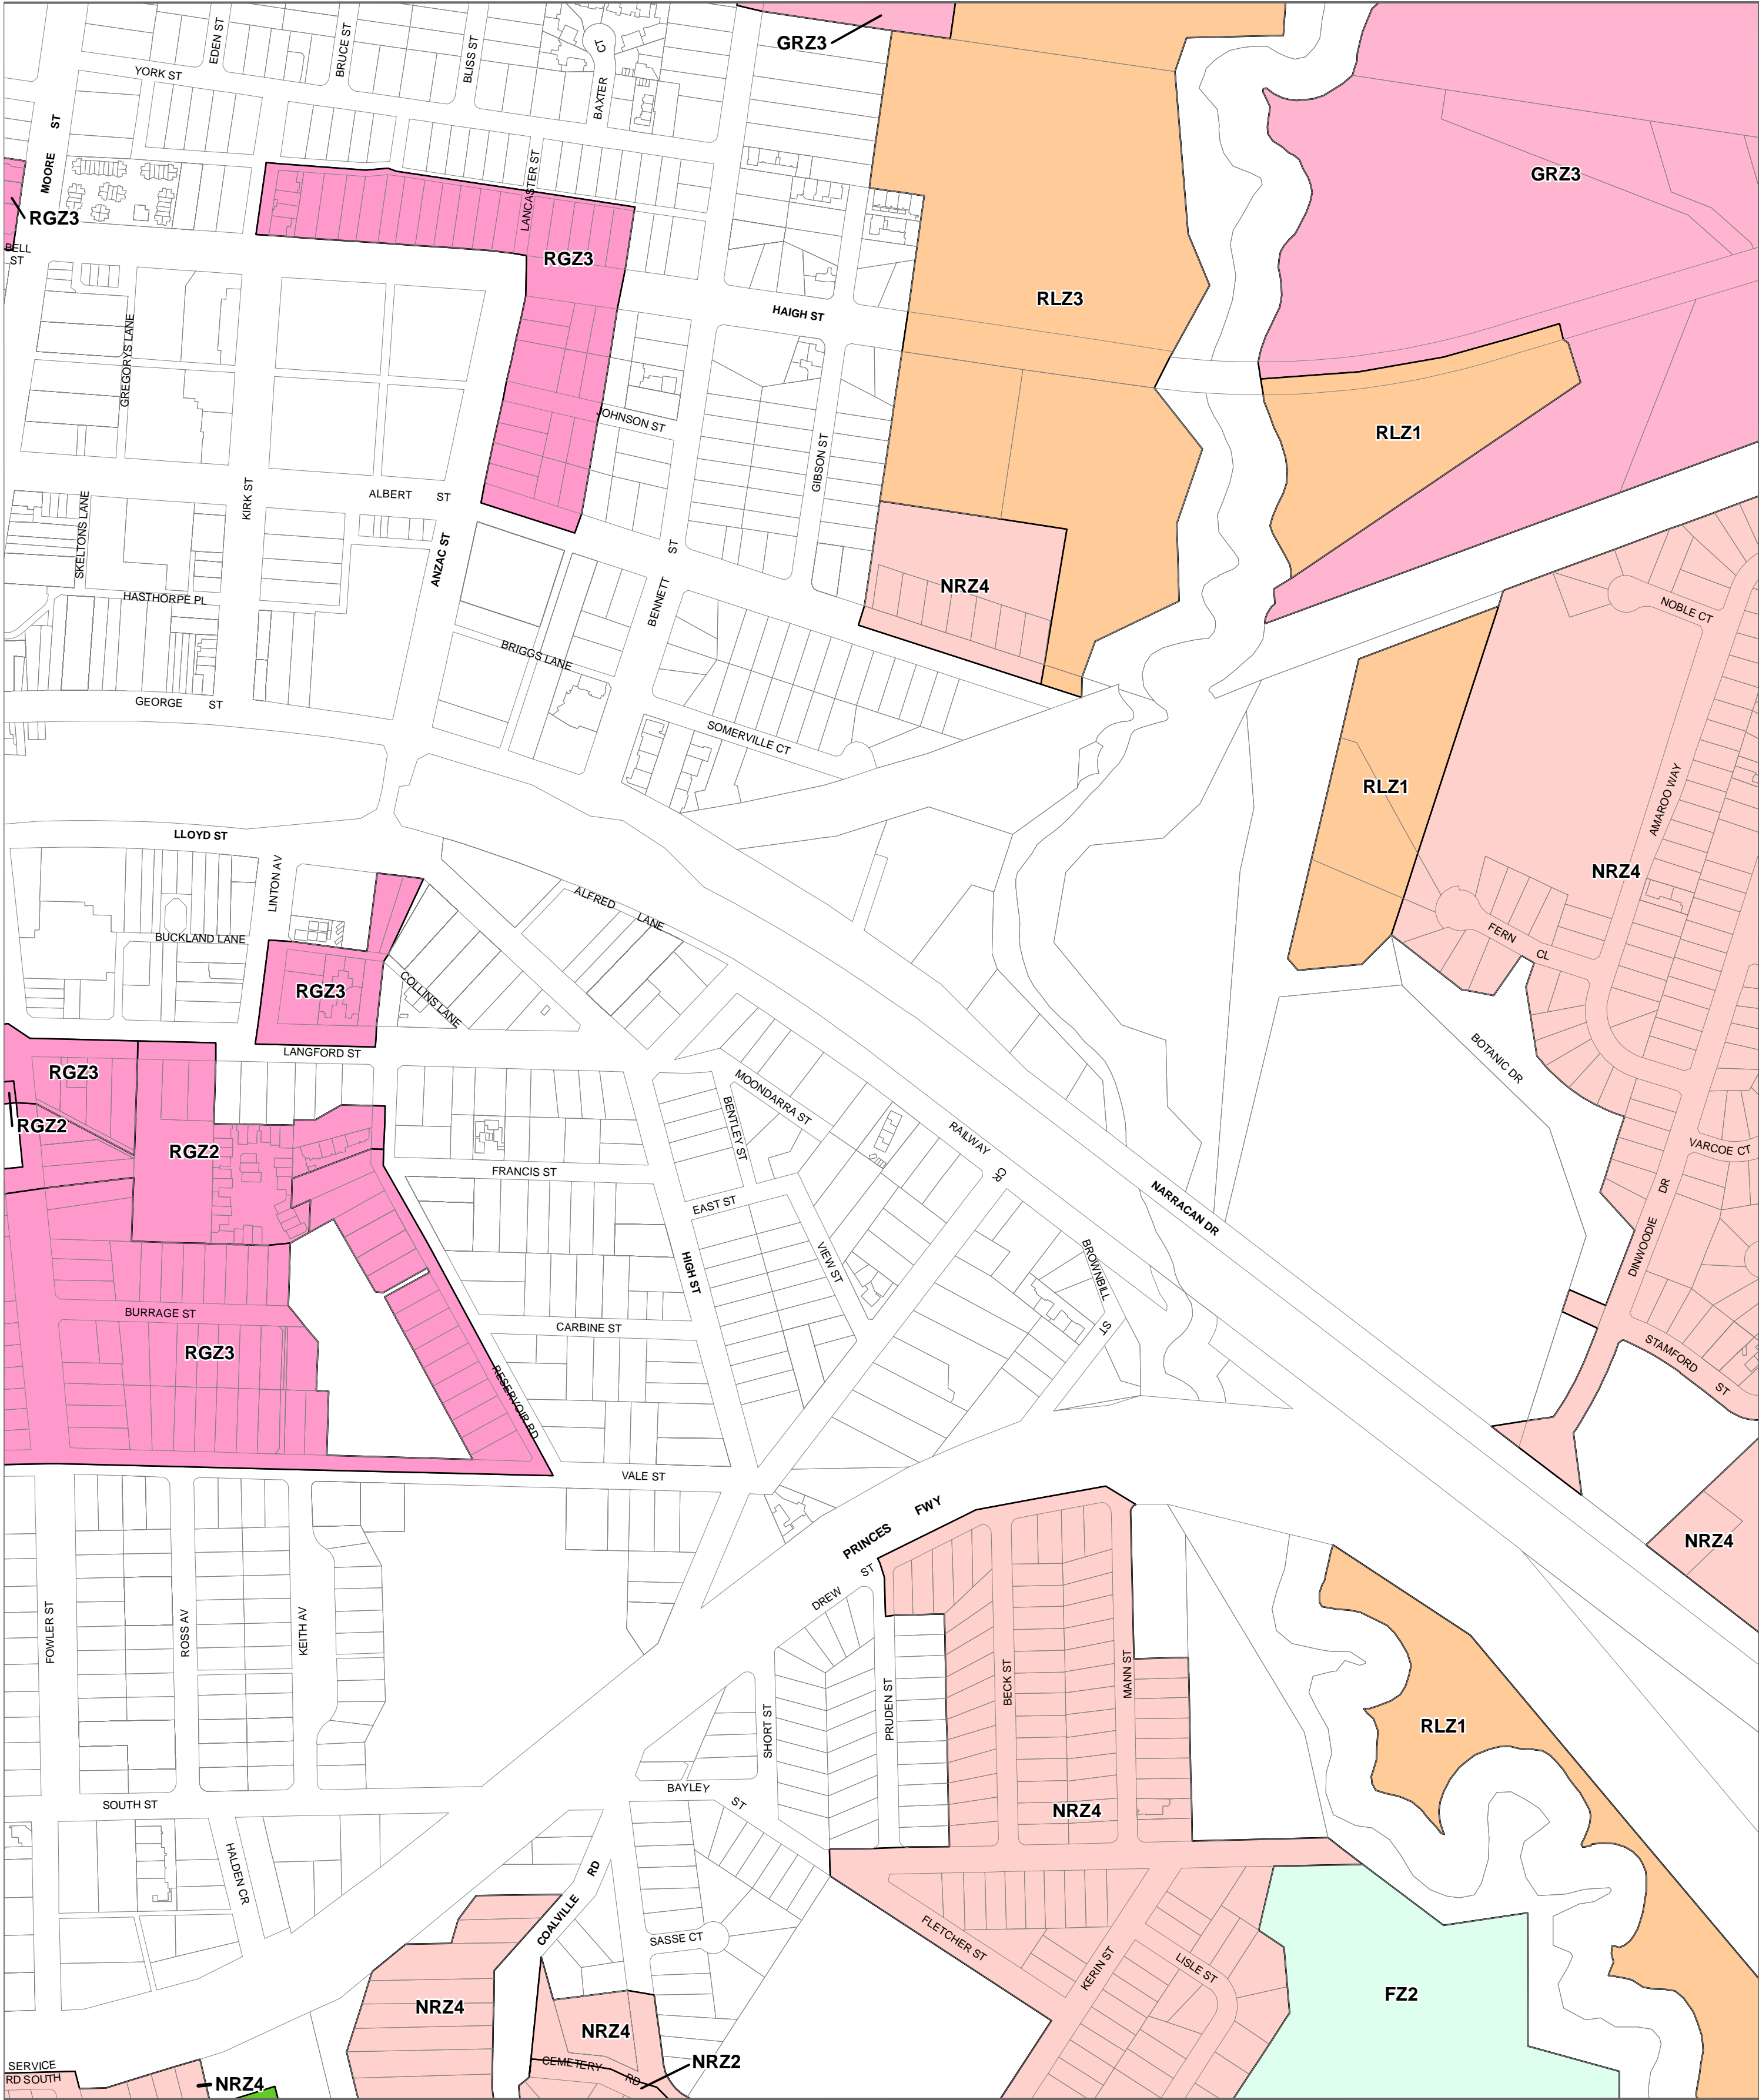 EDEN ST
BRUCE ST
BLISS ST
CT
BAXTER
GRZ3
YORK ST
MOORE ST
LANCASTER ST
GRZ3
RGZ3
BELL
ST
RGZ3
RLZ3
HAIGH ST
GREGORYS LANE
JOHNSON ST
RLZ1
GIBSON ST
KIRK ST
ALBERT ST
SKELTONS LANE
ANZAC ST
ST
NRZ4
HASTHORPE PL
BENNETT
NOBLE CT
BRIGGS LANE
GEORGE ST
SOMERVILLE CT
RLZ1
AMAROO WAY
LLOYD ST
LINTON AV
NRZ4
ALFRED LANE
BUCKLAND LANE
FERN CL
RGZ3
COLLINS LANE
LANGFORD ST
BOTANIC DR
RGZ3
MOONDARRA ST
RGZ2
BENTLEY ST
RAILWAY CR
RGZ2
VARCOE CT
FRANCIS ST
EAST ST
NARRACAN DR
DINWOODIE DR
HIGH ST
VIEW ST
BROWNBILL ST
BURRAGE ST
CARBINE ST
RGZ3
STAMFORD ST
RESERVOIR RD
VALE ST
PRINCES FWY
NRZ4
DREW ST
FOWLER ST
ROSS AV
KEITH AV
SHORT ST
PRUDEN ST
BECK ST
MANN ST
RLZ1
BAYLEY ST
SOUTH ST
NRZ4
HALDEN CR
COALVILLE RD
SASSE CT
FLETCHER ST
KERIN ST
LISLE ST
FZ2
NRZ4
NRZ4
CEMETERY RD
NRZ2
SERVICE
RD SOUTH
NRZ4